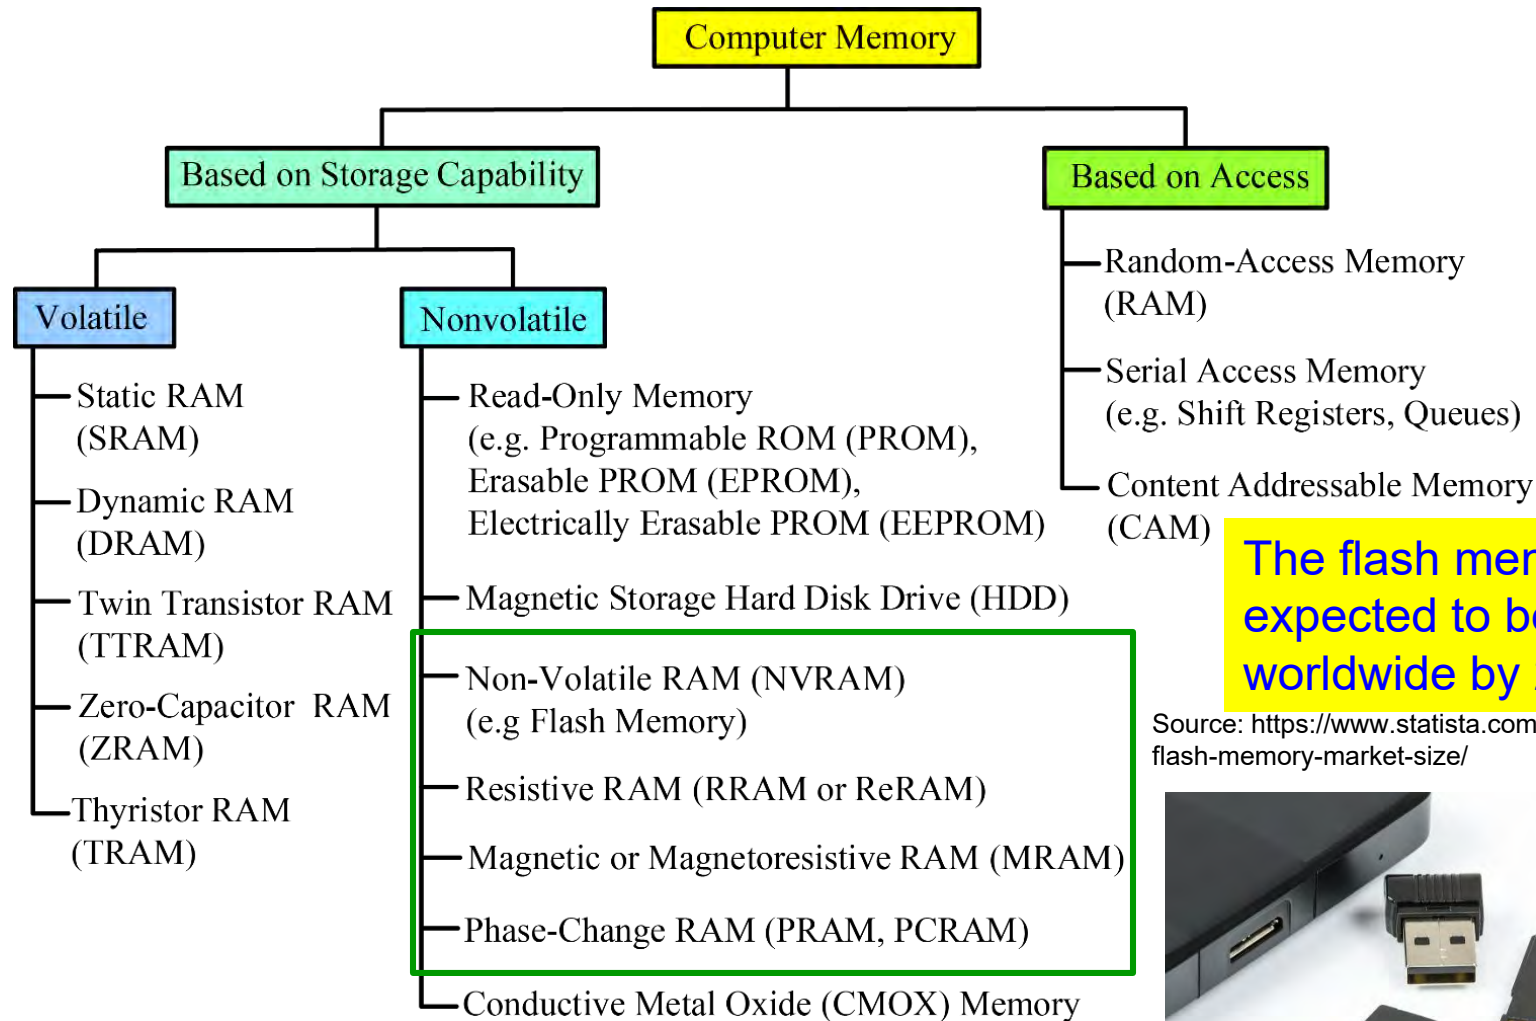 Computer Memory
Based on Storage Capability
Based on Access
Volatile
Nonvolatile
Static RAM
(SRAM)
Dynamic RAM
(DRAM)
Twin Transistor RAM
(TTRAM)
Zero-Capacitor RAM
(ZRAM)
Thyristor RAM
(TRAM)
Read-Only Memory
(e.g. Programmable ROM (PROM),
Erasable PROM (EPROM),
Electrically Erasable PROM (EEPROM)
Magnetic Storage Hard Disk Drive (HDD)
Non-Volatile RAM (NVRAM)
(e.g Flash Memory)
Resistive RAM (RRAM or ReRAM)
Magnetic or Magnetoresistive RAM (MRAM)
Phase-Change RAM (PRAM, PCRAM)
Conductive Metal Oxide (CMOX) Memory
Random-Access Memory
(RAM)
Serial Access Memory
(e.g. Shift Registers, Queues)
Content Addressable Memory
(CAM)
The flash
expected to
worldwide by
Source: https://www.statista.com
flash-memory-market-size/